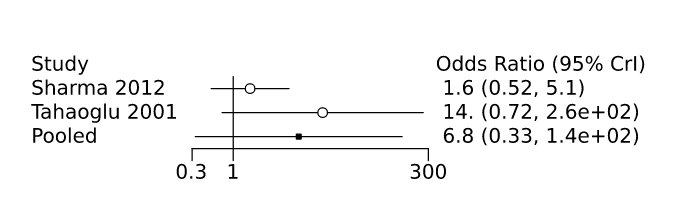 Study Odds Ratio (95% CrI)
Sharma 2012 1.6 (0.52, 5.1)
Tahaoglu 2001 14. (0.72, 2.6e+02)
Pooled 6.8 (0.33, 1.4e+02)
0.3 1 300